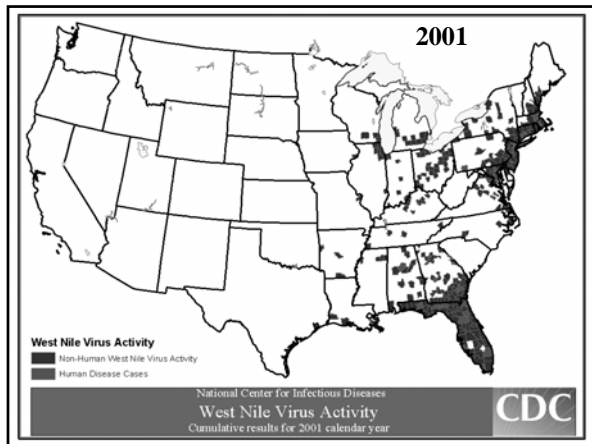 2001
West Nile Virus Activity
Non-Human West Nile Virus Activity
Human Disease Cases
National Center for Infectious Diseases
West Nile Virus Activity
Cumulative results for 2001 calendar year
CDC